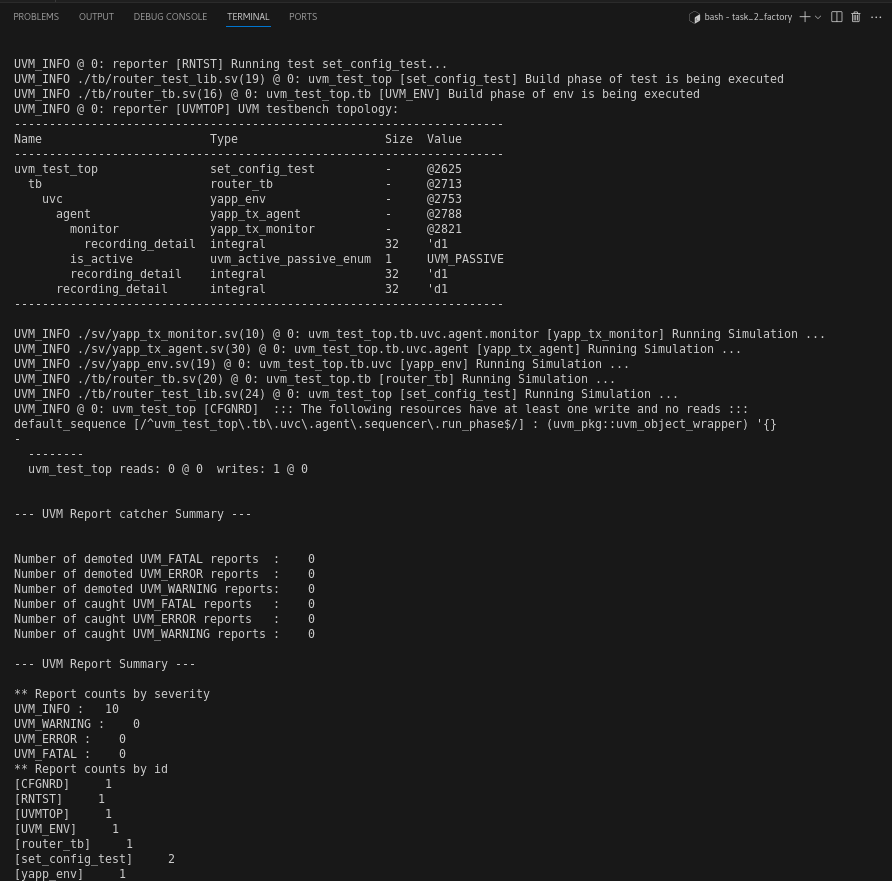 PROBLEMS OUTPUT DEBUG CONSOLE TERMINAL PORTS bash - task_2_factory
UVM_INFO @ 0: reporter [RNTST] Running test set_config_test...
UVM_INFO ./tb/router_test_lib.sv(19) @ 0: uvm_test_top [set_config_test] Build phase of test is being executed
UVM_INFO ./tb/router_tb.sv(16) @ 0: uvm_test_top.tb [UVM_ENV] Build phase of env is being executed
UVM_INFO @ 0: reporter [UVMTOP] UVM testbench topology:
----------------------------------------------------------------------
Name                        Type                     Size  Value
----------------------------------------------------------------------
uvm_test_top                set_config_test          -     @2625
  tb                        router_tb                -     @2713
    uvc                     yapp_env                 -     @2753
      agent                 yapp_tx_agent            -     @2788
        monitor             yapp_tx_monitor          -     @2821
          recording_detail  integral                 32    'd1
        is_active           uvm_active_passive_enum  1     UVM_PASSIVE
        recording_detail    integral                 32    'd1
      recording_detail      integral                 32    'd1
----------------------------------------------------------------------
UVM_INFO ./sv/yapp_tx_monitor.sv(10) @ 0: uvm_test_top.tb.uvc.agent.monitor [yapp_tx_monitor] Running Simulation ...
UVM_INFO ./sv/yapp_tx_agent.sv(30) @ 0: uvm_test_top.tb.uvc.agent [yapp_tx_agent] Running Simulation ...
UVM_INFO ./sv/yapp_env.sv(19) @ 0: uvm_test_top.tb.uvc [yapp_env] Running Simulation ...
UVM_INFO ./tb/router_tb.sv(20) @ 0: uvm_test_top.tb [router_tb] Running Simulation ...
UVM_INFO ./tb/router_test_lib.sv(24) @ 0: uvm_test_top [set_config_test] Running Simulation ...
UVM_INFO @ 0: uvm_test_top [CFGNRD]  ::: The following resources have at least one write and no reads :::
default_sequence [/^uvm_test_top\.tb\.uvc\.agent\.sequencer\.run_phase$/] : (uvm_pkg::uvm_object_wrapper) '{}
-
  --------
  uvm_test_top reads: 0 @ 0  writes: 1 @ 0
--- UVM Report catcher Summary ---
Number of demoted UVM_FATAL reports  :    0
Number of demoted UVM_ERROR reports  :    0
Number of demoted UVM_WARNING reports:    0
Number of caught UVM_FATAL reports   :    0
Number of caught UVM_ERROR reports   :    0
Number of caught UVM_WARNING reports :    0
--- UVM Report Summary ---
** Report counts by severity
UVM_INFO :   10
UVM_WARNING :    0
UVM_ERROR :    0
UVM_FATAL :    0
** Report counts by id
[CFGNRD]     1
[RNTST]     1
[UVMTOP]     1
[UVM_ENV]     1
[router_tb]     1
[set_config_test]     2
[yapp_env]     1